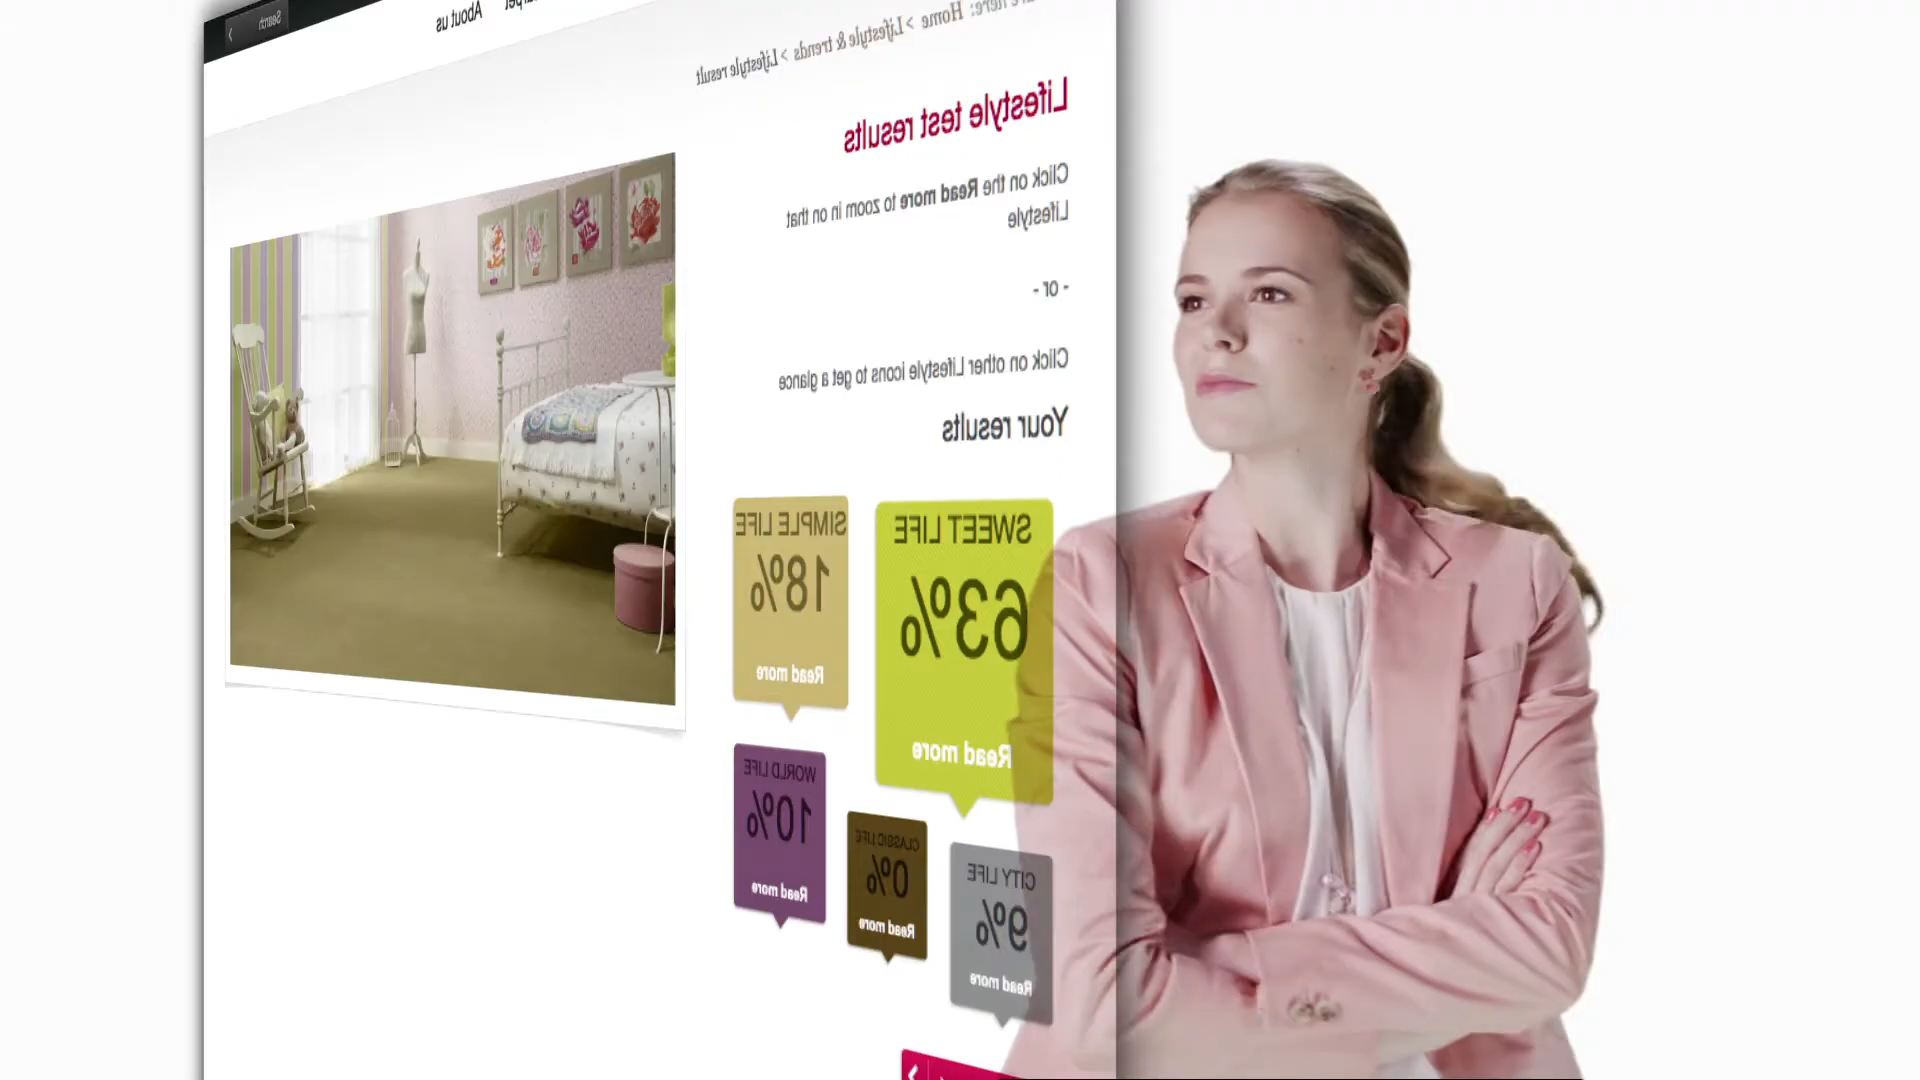 Search
About us
here: Home > Lifestyle & trends > Lifestyle > Lifestyle result
Lifestyle test results
Click on the Read more to zoom in on that
Lifestyle
- or -
Click on other Lifestyle icons to get a glance
Your results
SWEET LIFE
63%
Read more
SIMPLE LIFE
18%
Read more
WORLD LIFE
10%
Read more
CLASSIC LIFE
0%
Read more
CITY LIFE
9%
Read more